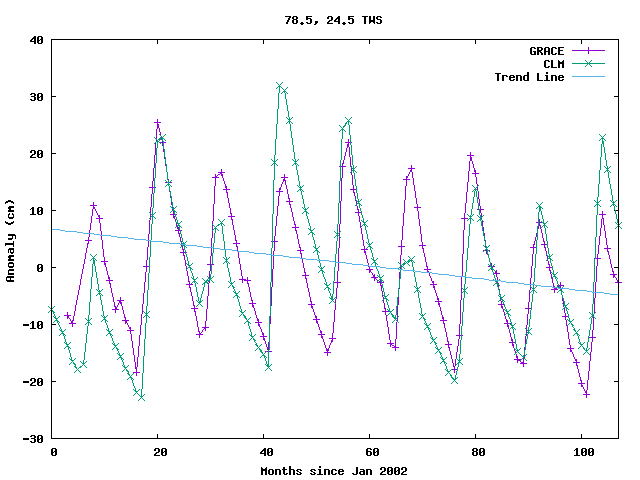 78.5, 24.5 TWS
GRACE
CLM
Trend Line
40
30
20
10
0
-10
-20
-30
Anomaly (cm)
0 20 40 60 80 100
Months since Jan 2002